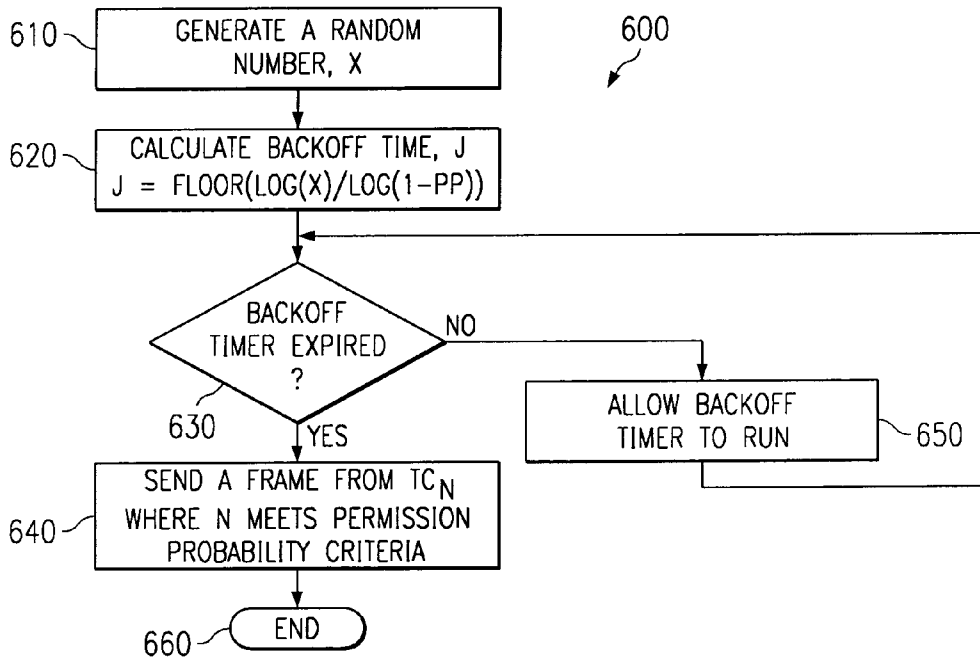 610
GENERATE A RANDOM
NUMBER, X
600
620
CALCULATE BACKOFF TIME, J
J = FLOOR(LOG(X)/LOG(1-PP))
BACKOFF
TIMER EXPIRED
?
630
NO
YES
ALLOW BACKOFF
TIMER TO RUN
650
640
SEND A FRAME FROM TCN
WHERE N MEETS PERMISSION
PROBABILITY CRITERIA
660
END